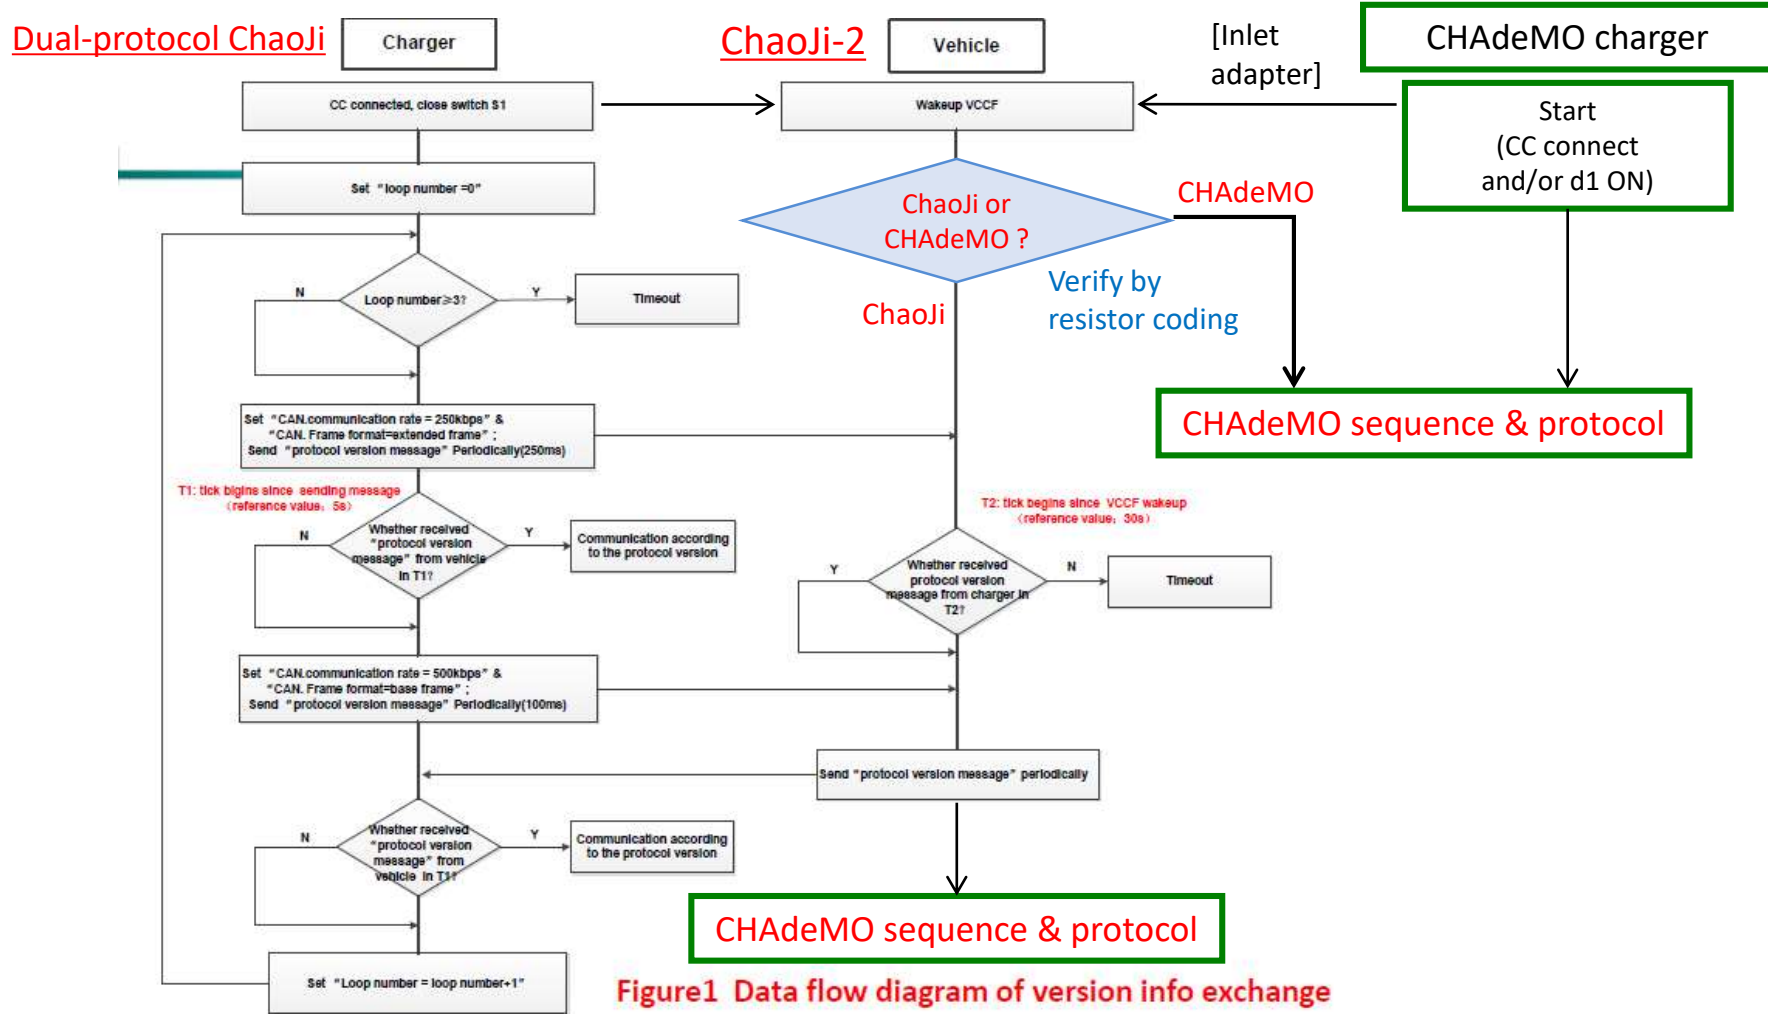 Dual-protocol ChaoJi
Charger
ChaoJi-2
Vehicle
[Inlet
adapter]
CHAdeMO charger
CC connected, close switch S1
Wakeup VCCF
Start
(CC connect
and/or d1 ON)
Set “loop number =0”
ChaoJi or
CHAdeMO ?
CHAdeMO
Verify by
resistor coding
ChaoJi
N
Loop number≥3?
Y
Timeout
CHAdeMO sequence & protocol
Set “CAN.communication rate = 250kbps” &
“CAN. Frame format=extended frame” ;
Send “protocol version message” Periodically(250ms)
T1: tick bigins since sending message
(reference value: 5s)
T2: tick begins since VCCF wakeup
(reference value: 30s)
N
Whether received
“protocol version
message” from vehicle
in T1?
Y
Communication according
to the protocol version
Y
Whether received
protocol version
message from charger in
T2?
N
Timeout
Set “CAN.communication rate = 500kbps” &
“CAN. Frame format=base frame” ;
Send “protocol version message” Periodically(100ms)
Send “protocol version message” periodically
N
Whether received
“protocol version
message” from
vehicle in T1?
Y
Communication according
to the protocol version
CHAdeMO sequence & protocol
Set “Loop number = loop number+1”
Figure1 Data flow diagram of version info exchange